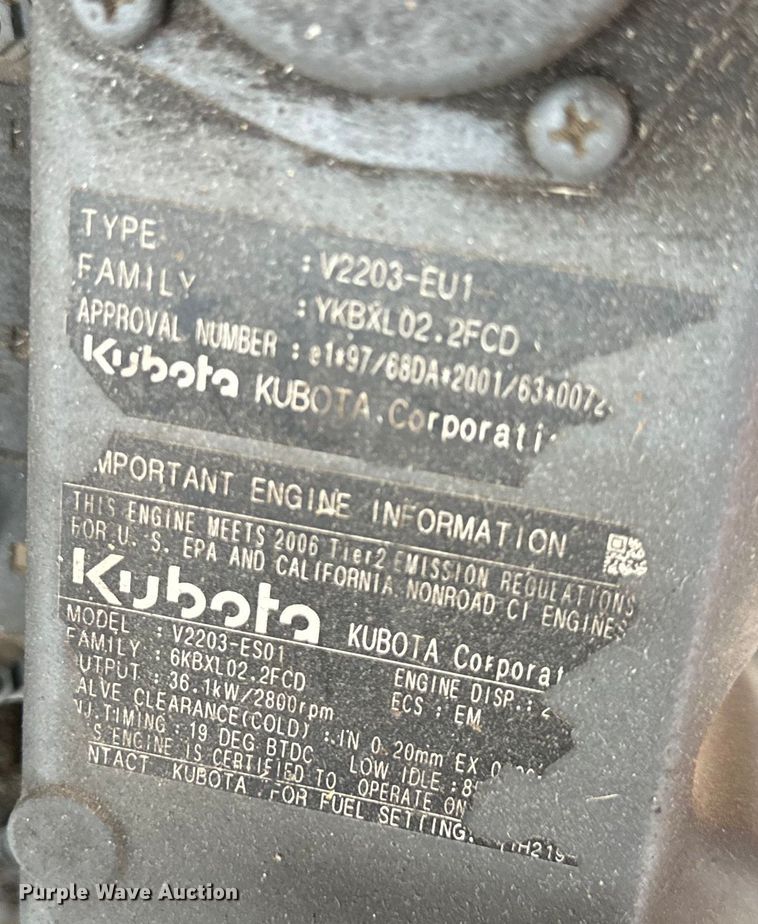 TYPE : V2203-EU1
FAMILY : YKBXL02.2FCD
APPROVAL NUMBER : e1*97/68DA*2001/63*0072
Kubota KUBOTA Corporati
MPORTANT ENGINE INFORMATION
THIS ENGINE MEETS 2006 Tier2 EMISSION REGULATIONS
FOR U. S. EPA AND CALIFORNIA NONROAD CI ENGINES
Kubota KUBOTA Corporat
MODEL : V2203-ES01 ENGINE DISP.:
FAMILY : 6KBXL02.2FCD ECS : EM
UTPUT : 36.1kW/2800rpm
ALVE CLEARANCE(COLD) : IN 0.20mm EX
NJ.TIMING : 19 DEG BTDC LOW IDLE :
S ENGINE IS CERTIFIED TO OPERATE ON
NTACT KUBOTA FOR FUEL SETTING.
Purple Wave Auction